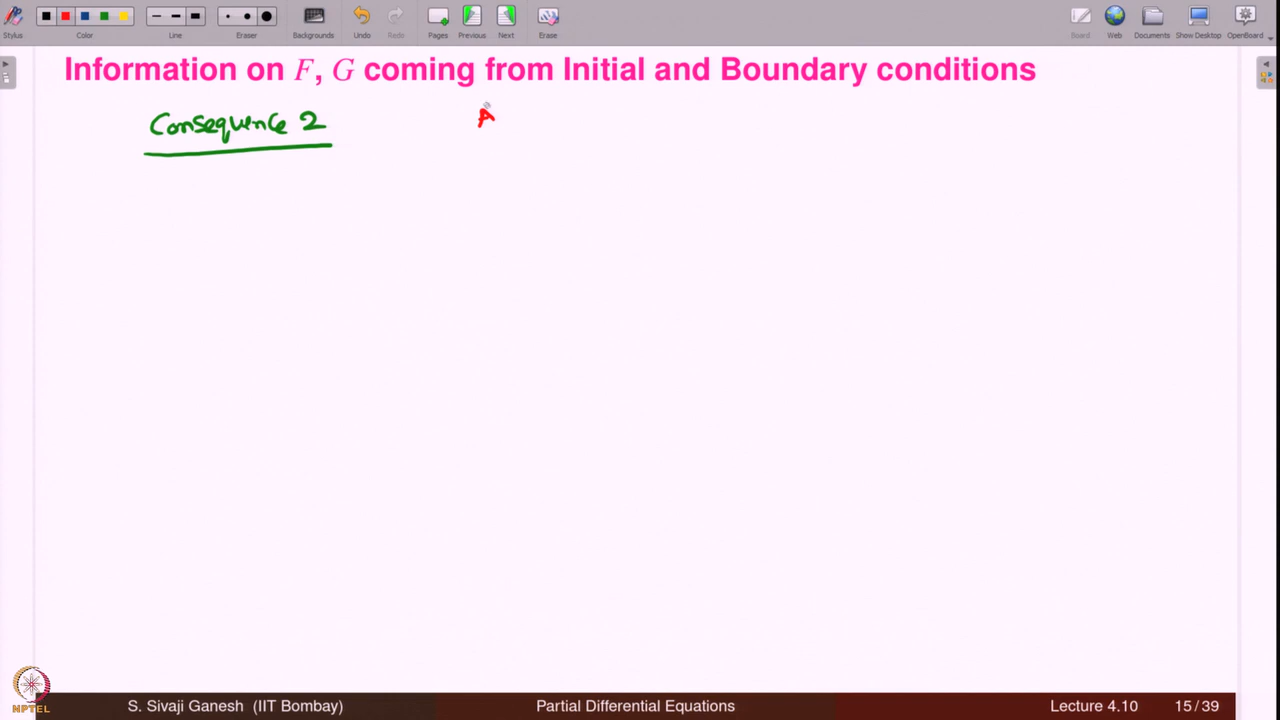 Stylus Color Line Eraser Backgrounds Undo Redo Pages Previous Next Erase Board Web Documents Show Desktop OpenBoard
Information on F, G coming from Initial and Boundary conditions
Consequence 2
A
NPTEL
S. Sivaji Ganesh (IIT Bombay) Partial Differential Equations Lecture 4.10 15/39